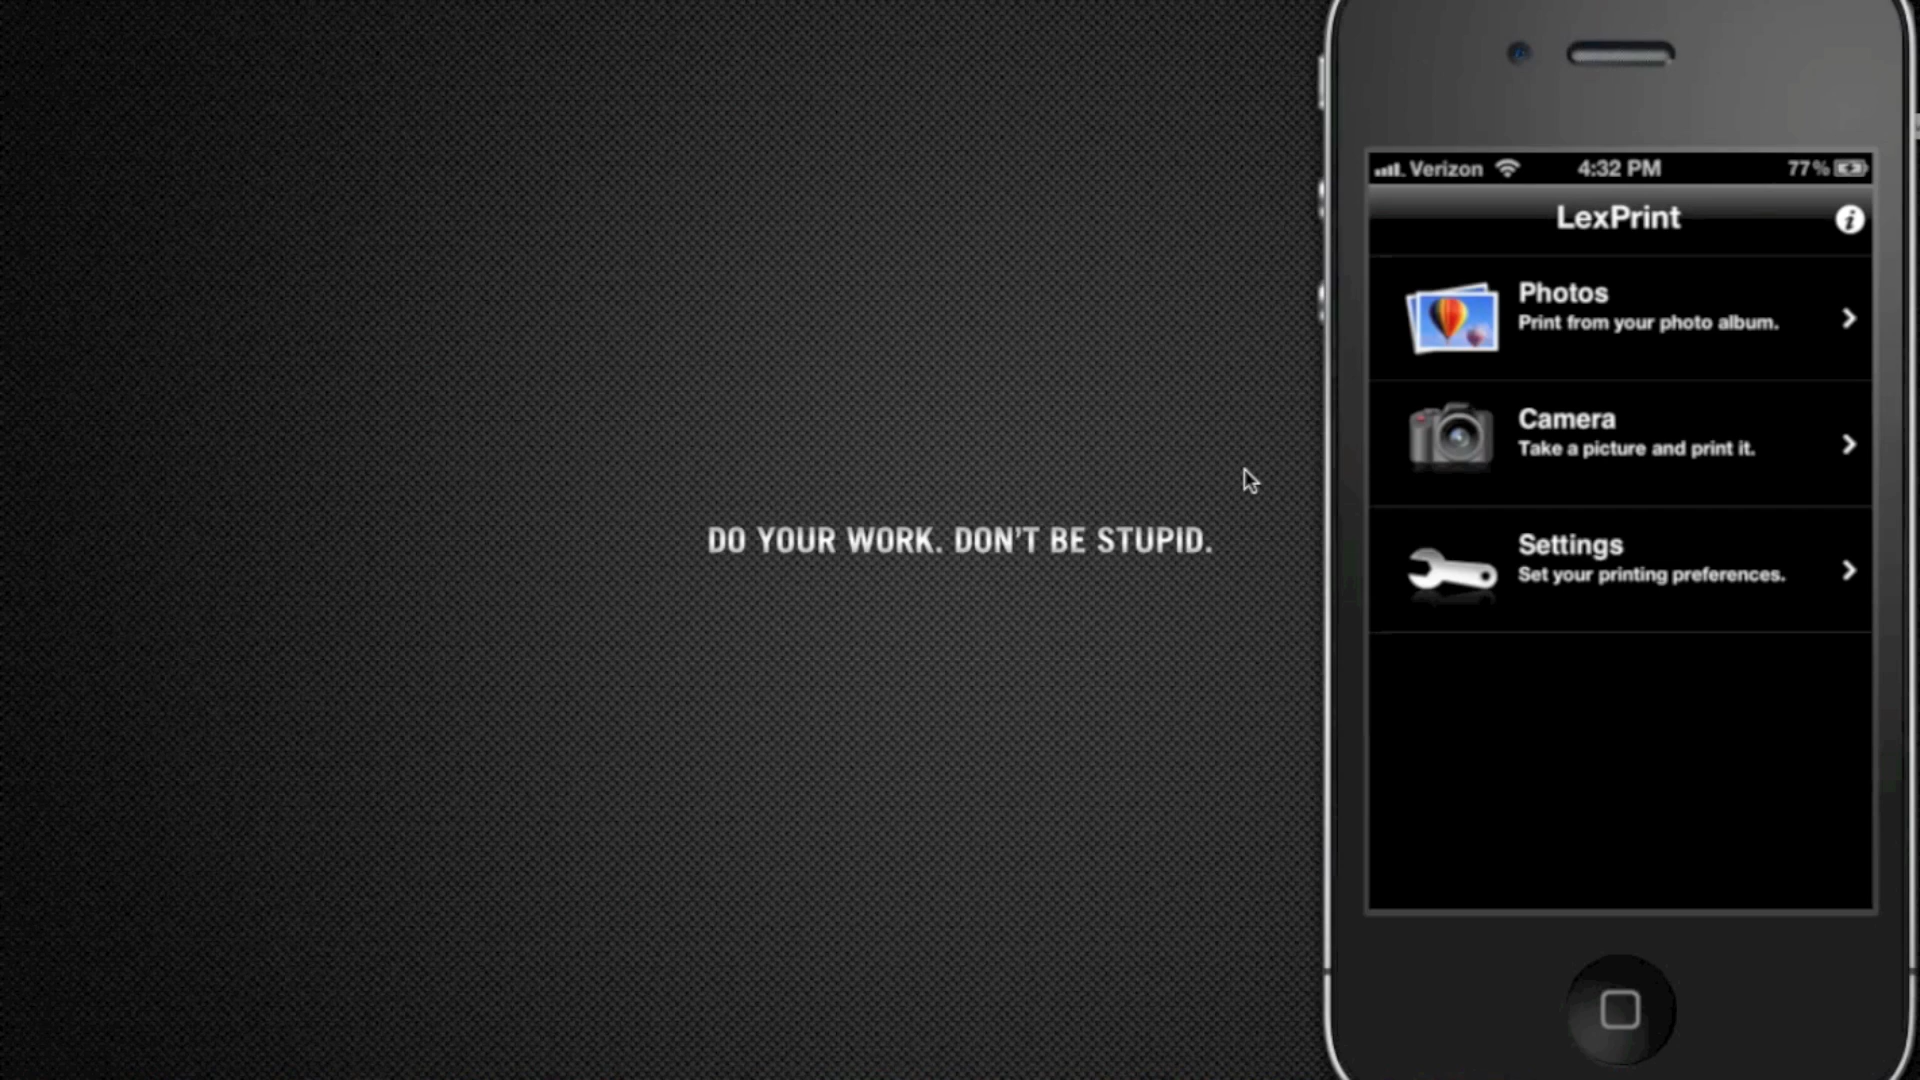 Verizon 4:32 PM 77%
LexPrint
Photos
Print from your photo album.
Camera
Take a picture and print it.
DO YOUR WORK. DON'T BE STUPID.
Settings
Set your printing preferences.